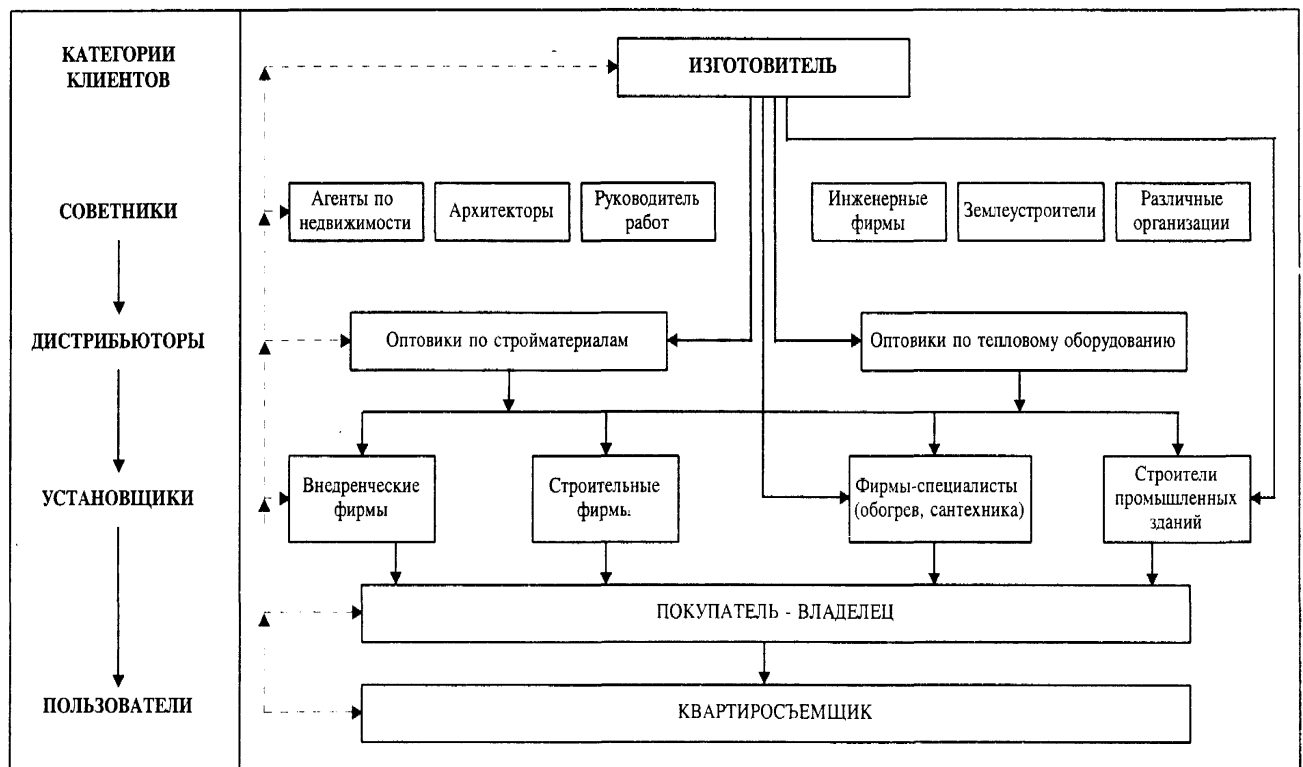 КАТЕГОРИИ
КЛИЕНТОВ
ИЗГОТОВИТЕЛЬ
СОВЕТНИКИ
Агенты по
недвижимости
Архитекторы
Руководитель
работ
Инженерные
фирмы
Землеустроители
Различные
организации
ДИСТРИБЬЮТОРЫ
Оптовики по стройматериалам
Оптовики по тепловому оборудованию
УСТАНОВЩИКИ
Внедренческие
фирмы
Строительные
фирмы
Фирмы-специалисты
(обогрев, сантехника)
Строители
промышленных
зданий
ПОКУПАТЕЛЬ - ВЛАДЕЛЕЦ
ПОЛЬЗОВАТЕЛИ
КВАРТИРОСЪЕМЩИК